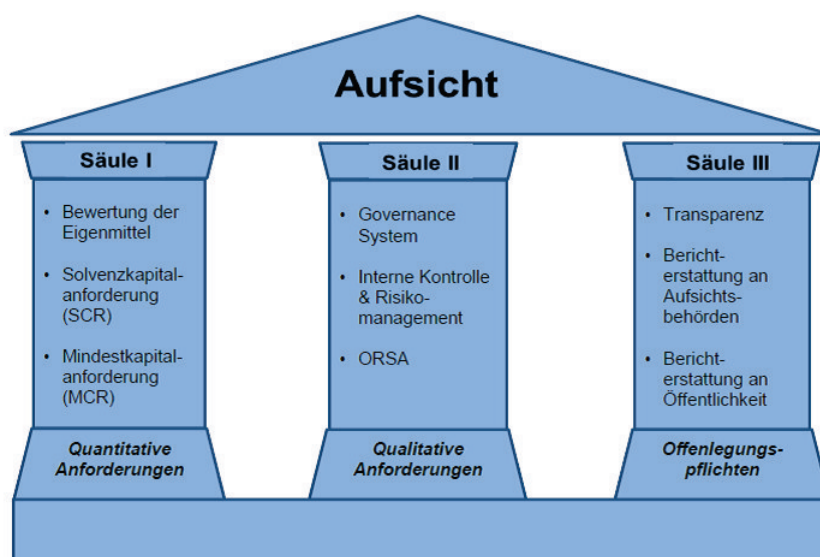 Aufsicht
Säule I
• Bewertung der
Eigenmittel
• Solvenzkapital-
anforderung
(SCR)
• Mindestkapital-
anforderung
(MCR)
Quantitative
Anforderungen
Säule II
• Governance
System
• Interne Kontrolle
& Risiko-
management
• ORSA
Qualitative
Anforderungen
Säule III
• Transparenz
• Bericht-
erstattung an
Aufsichts-
behörden
• Bericht-
erstattung an
Öffentlichkeit
Offenlegungs-
pflichten